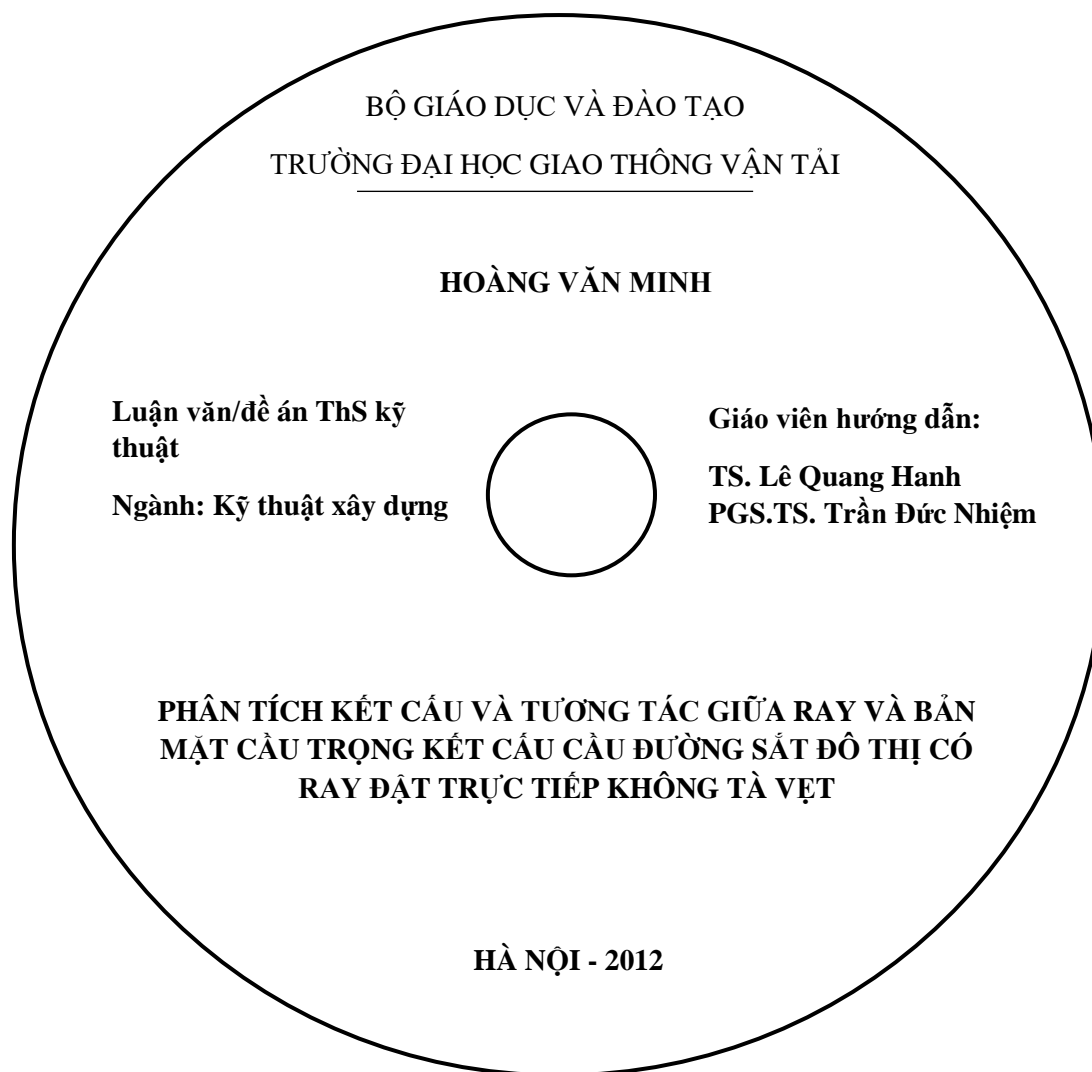 BỘ GIÁO DỤC VÀ ĐÀO TẠO
TRƯỜNG ĐẠI HỌC GIAO THÔNG VẬN TẢI
HOÀNG VĂN MINH
Luận văn/đề án ThS kỹ
thuật
Ngành: Kỹ thuật xây dựng
Giáo viên hướng dẫn:
TS. Lê Quang Hanh
PGS.TS. Trần Đức Nhiệm
PHÂN TÍCH KẾT CẤU VÀ TƯƠNG TÁC GIỮA RAY VÀ BẢN
MẶT CẦU TRỌNG KẾT CẤU CẦU ĐƯỜNG SẮT ĐÔ THỊ CÓ
RAY ĐẶT TRỰC TIẾP KHÔNG TÀ VẸT
HÀ NỘI - 2012